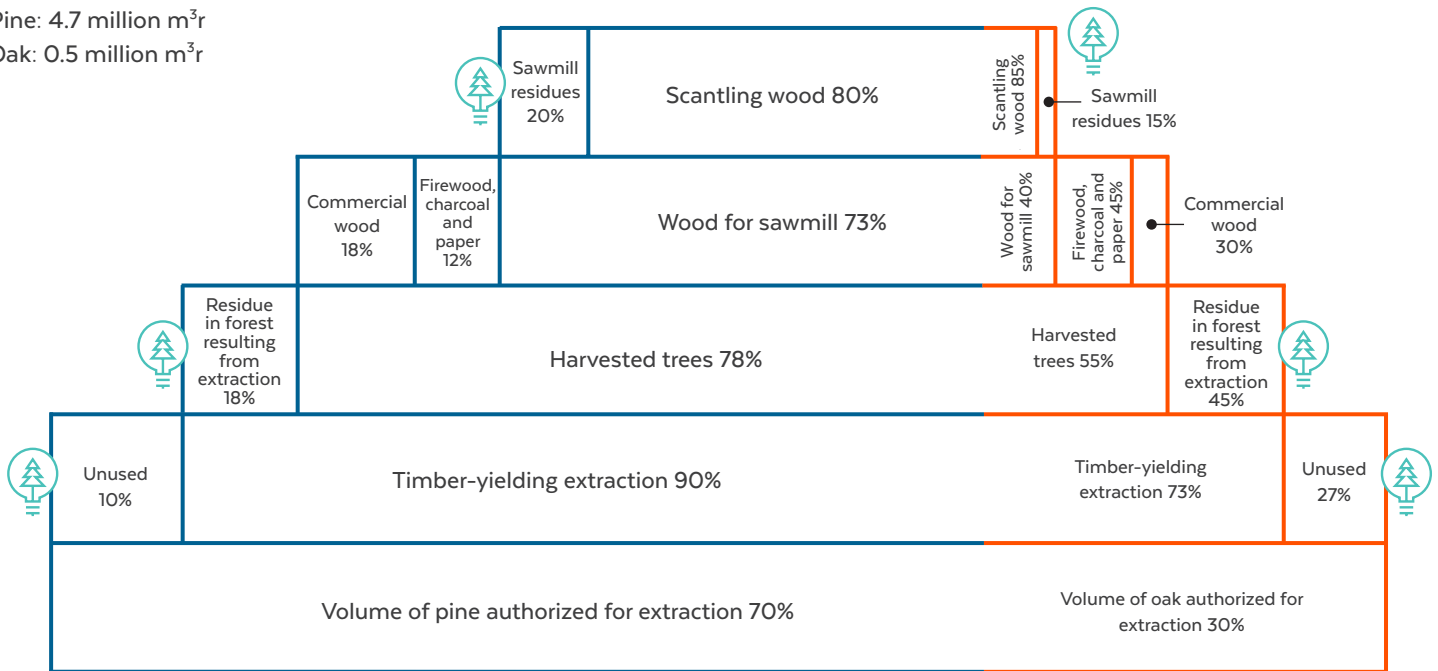 Pine: 4.7 million m³r
Oak: 0.5 million m³r
Sawmill
residues
20%
Scantling wood 80%
Scantling
wood 85%
Sawmill
residues 15%
Commercial
wood
18%
Firewood,
charcoal
and
paper
12%
Wood for sawmill 73%
Wood for
sawmill 40%
Firewood,
charcoal and
paper 45%
Commercial
wood
30%
Residue
in forest
resulting
from
extraction
18%
Harvested trees 78%
Harvested
trees 55%
Residue
in forest
resulting
from
extraction
45%
Unused
10%
Timber-yielding extraction 90%
Timber-yielding
extraction 73%
Unused
27%
Volume of pine authorized for extraction 70%
Volume of oak authorized for
extraction 30%